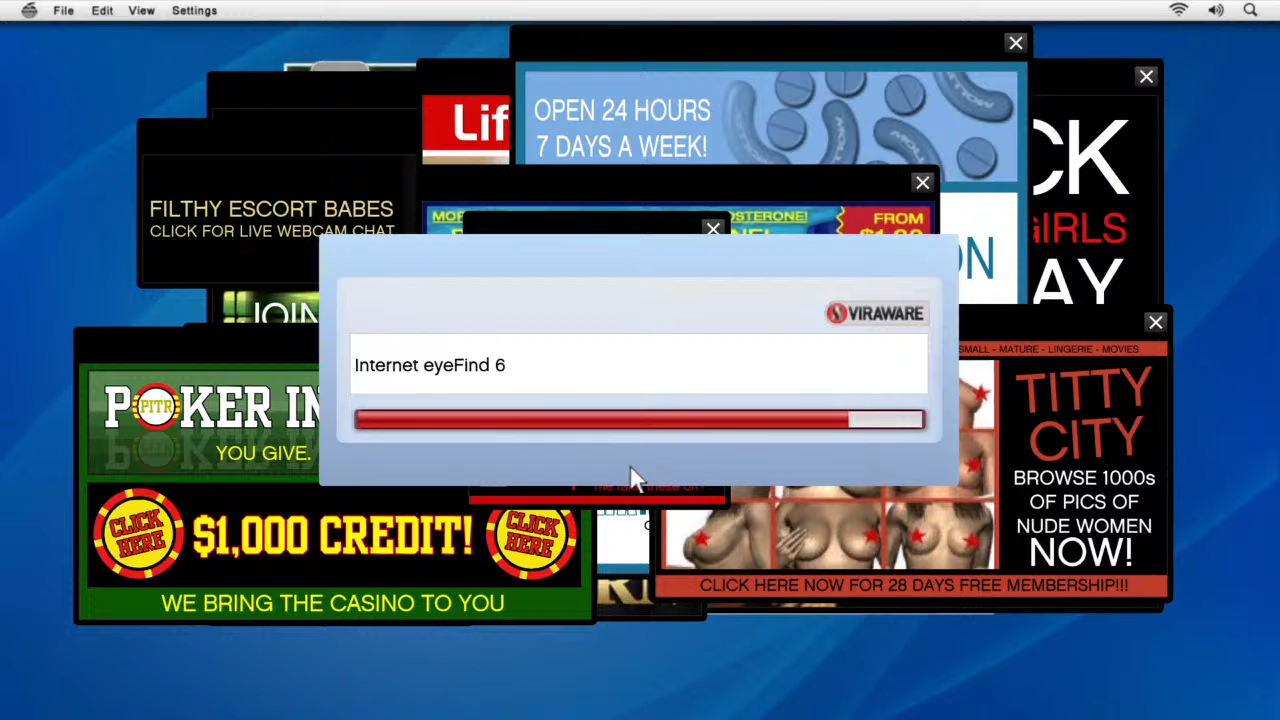 File Edit View Settings
OPEN 24 HOURS
7 DAYS A WEEK!
Lif
CK
GIRLS
AY
FILTHY ESCORT BABES
CLICK FOR LIVE WEBCAM CHAT
FROM
ON
JOIN
VIRAWARE
Internet eyeFind 6
POKER IN
PITR
YOU GIVE.
CLICK HERE
$1,000 CREDIT!
CLICK HERE
WE BRING THE CASINO TO YOU
SMALL - MATURE - LINGERIE - MOVIES
TITTY
CITY
BROWSE 1000s
OF PICS OF
NUDE WOMEN
NOW!
CLICK HERE NOW FOR 28 DAYS FREE MEMBERSHIP!!!